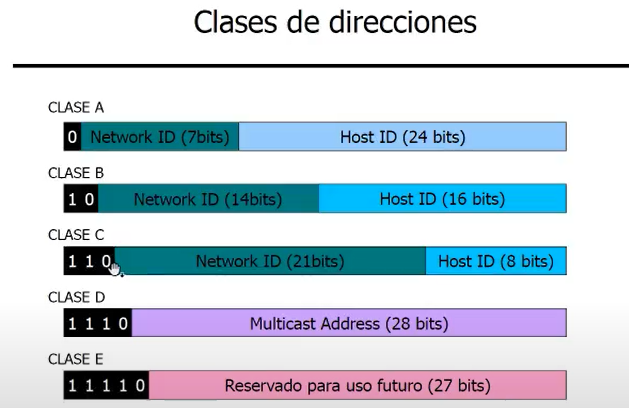 Clases de direcciones
CLASE A
0 Network ID (7bits) Host ID (24 bits)
CLASE B
1 0 Network ID (14bits) Host ID (16 bits)
CLASE C
1 1 0 Network ID (21bits) Host ID (8 bits)
CLASE D
1 1 1 0 Multicast Address (28 bits)
CLASE E
1 1 1 1 0 Reservado para uso futuro (27 bits)